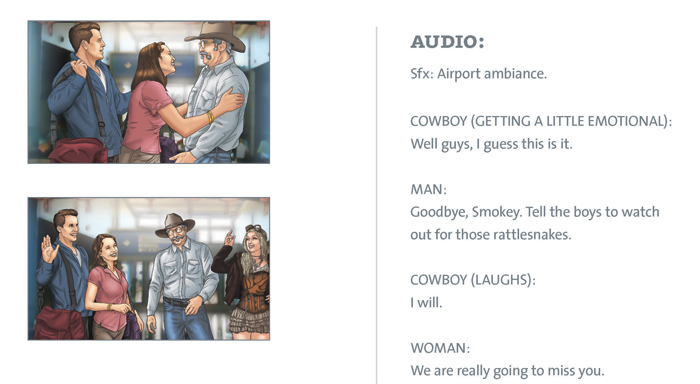 AUDIO:
Sfx: Airport ambiance.
COWBOY (GETTING A LITTLE EMOTIONAL):
Well guys, I guess this is it.
MAN:
Goodbye, Smokey. Tell the boys to watch
out for those rattlesnakes.
COWBOY (LAUGHS):
I will.
WOMAN:
We are really going to miss you.